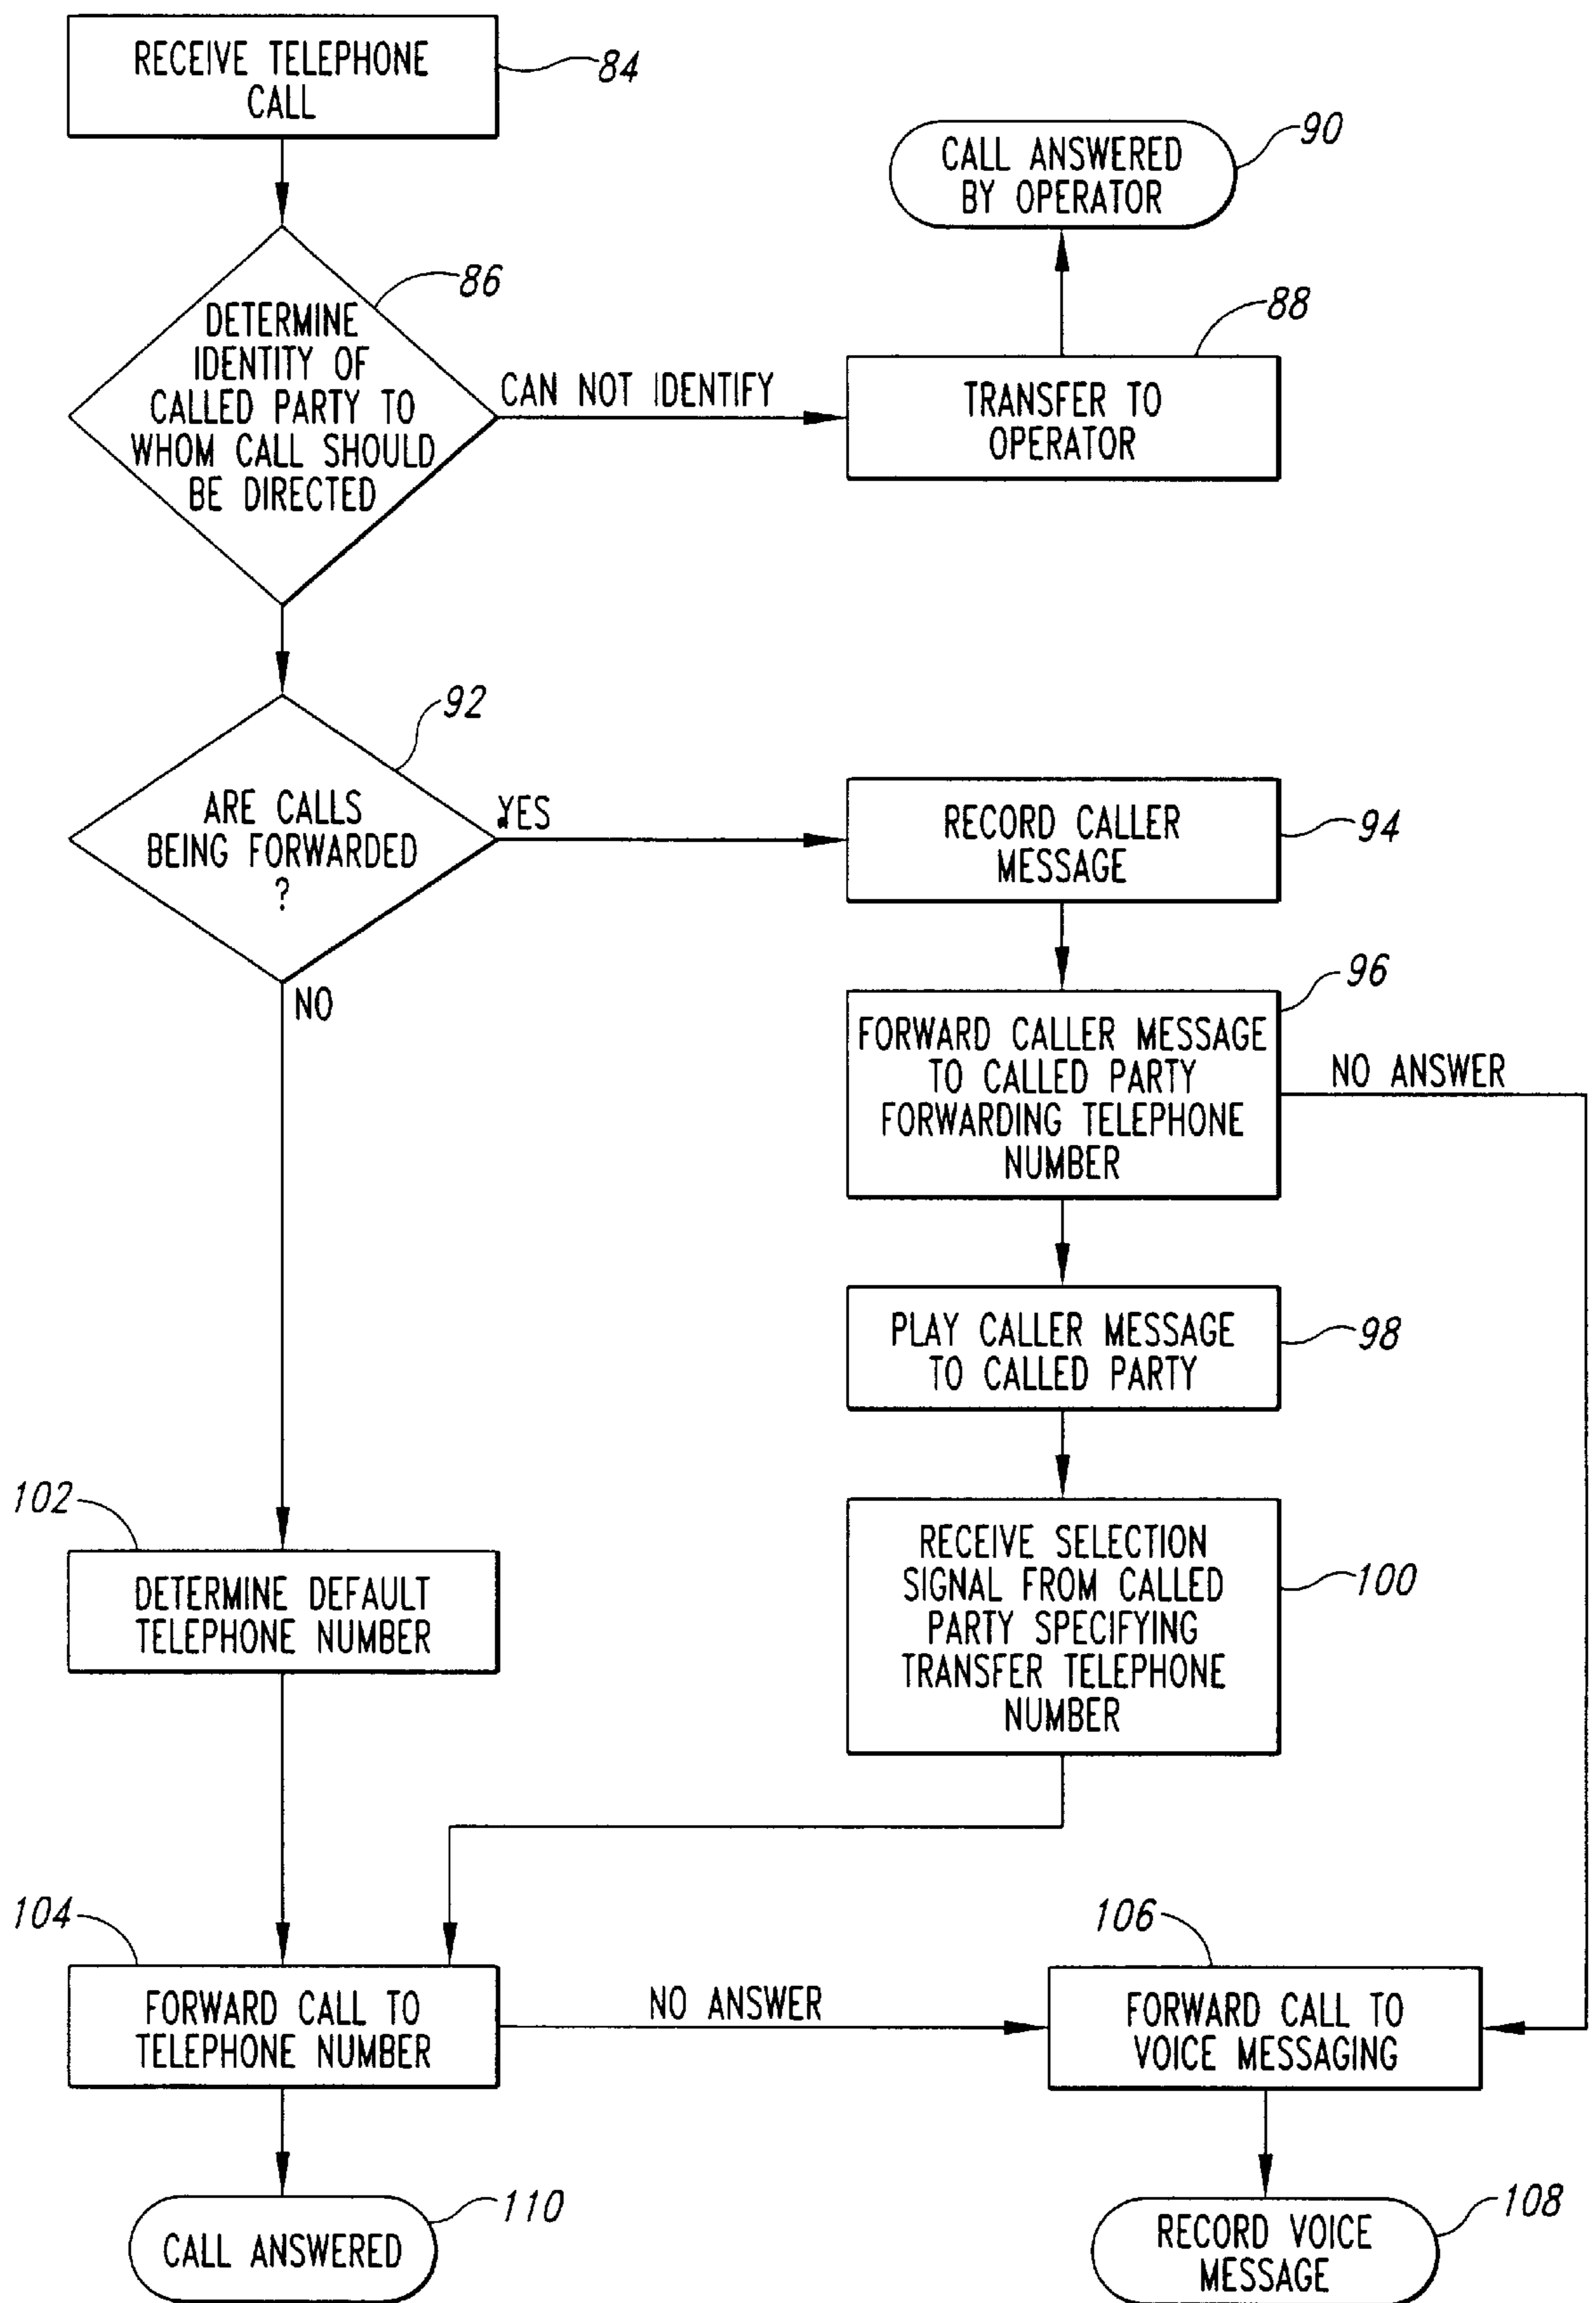 RECEIVE TELEPHONE
CALL
84
CALL ANSWERED
BY OPERATOR
90
DETERMINE
IDENTITY OF
CALLED PARTY TO
WHOM CALL SHOULD
BE DIRECTED
86
CAN NOT IDENTIFY
TRANSFER TO
OPERATOR
88
ARE CALLS
BEING FORWARDED
?
92
YES
NO
RECORD CALLER
MESSAGE
94
FORWARD CALLER MESSAGE
TO CALLED PARTY
FORWARDING TELEPHONE
NUMBER
96
NO ANSWER
PLAY CALLER MESSAGE
TO CALLED PARTY
98
RECEIVE SELECTION
SIGNAL FROM CALLED
PARTY SPECIFYING
TRANSFER TELEPHONE
NUMBER
100
102
DETERMINE DEFAULT
TELEPHONE NUMBER
104
FORWARD CALL TO
TELEPHONE NUMBER
NO ANSWER
106
FORWARD CALL TO
VOICE MESSAGING
CALL ANSWERED
110
RECORD VOICE
MESSAGE
108